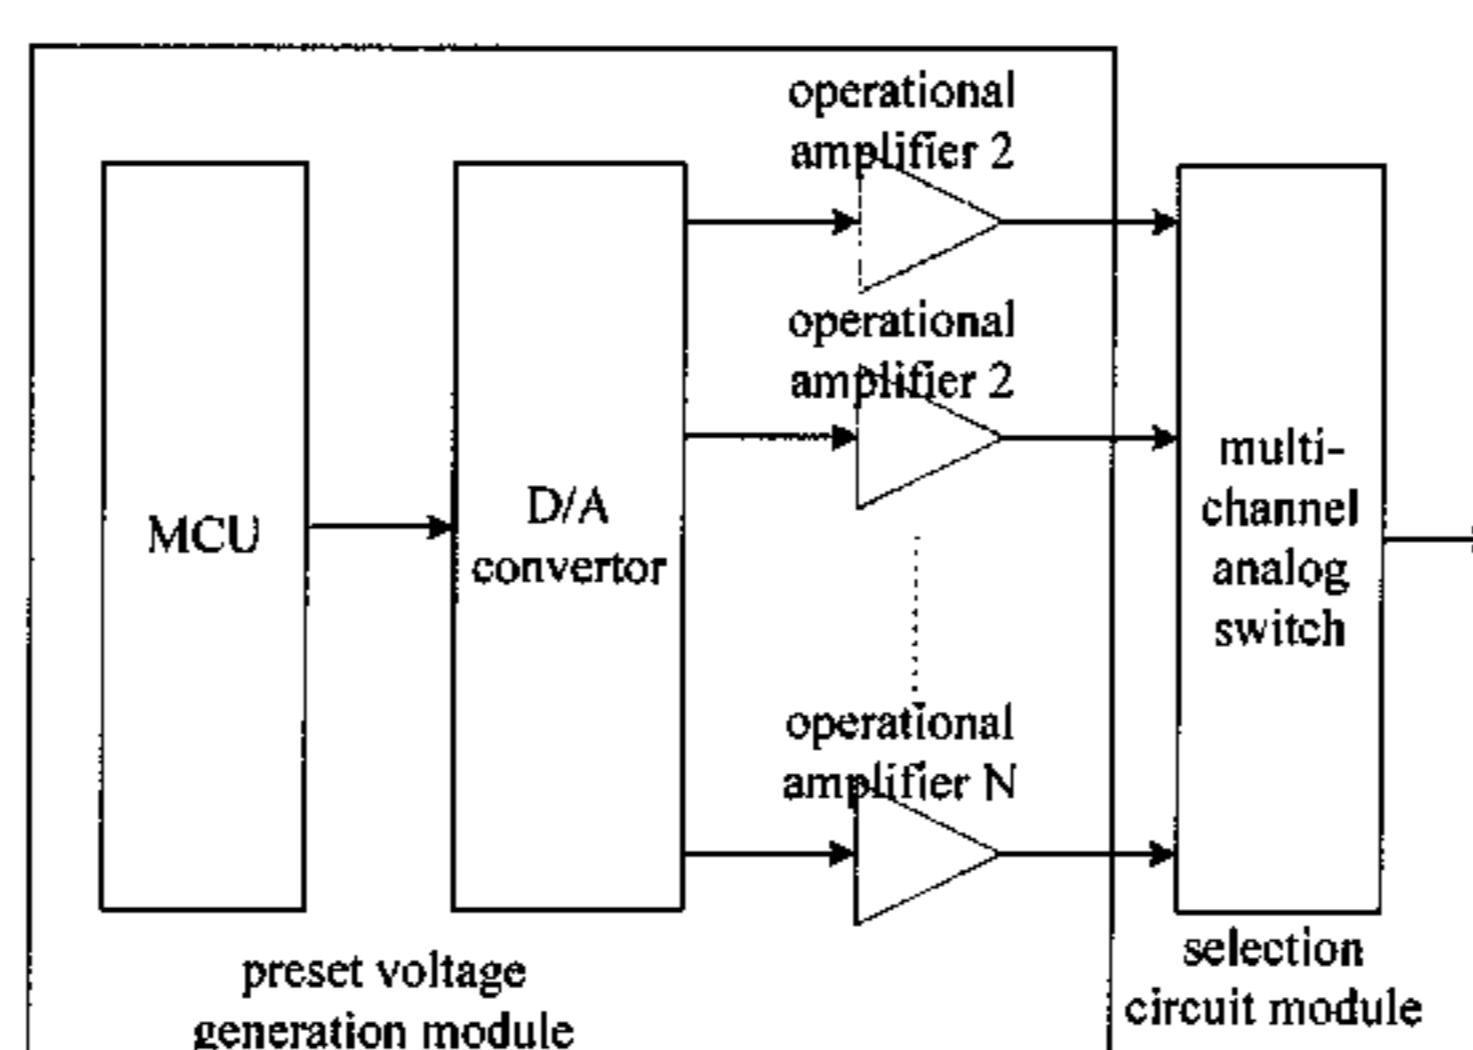 operational
amplifier 2
operational
amplifier 2
MCU
D/A
convertor
multi-
channel
analog
switch
operational
amplifier N
preset voltage
generation module
selection
circuit module